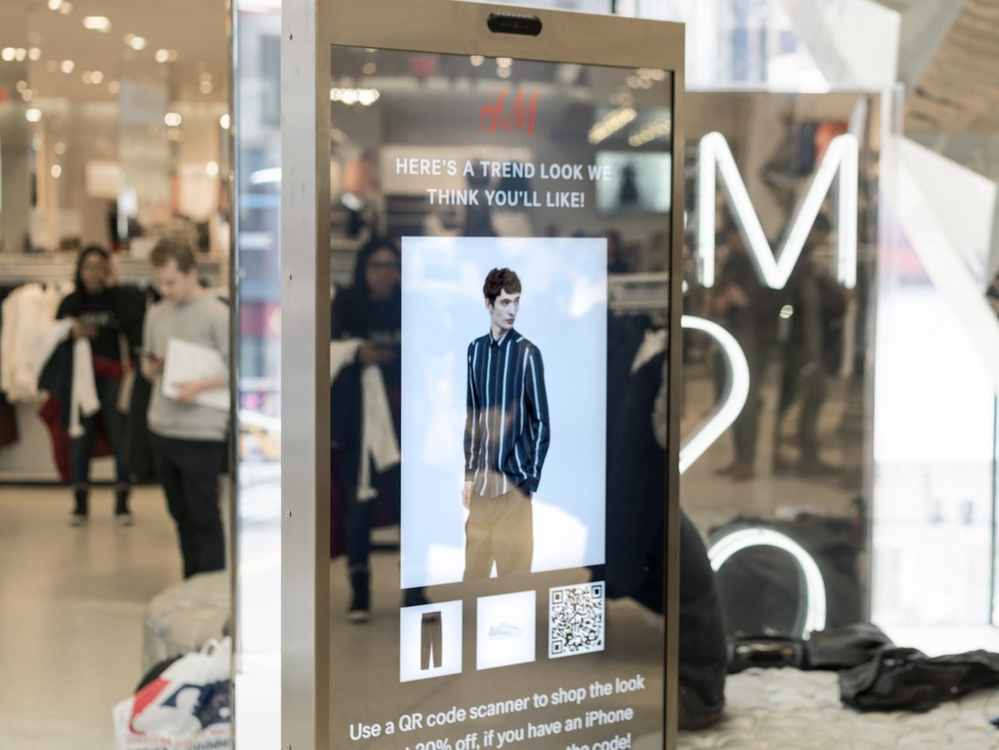 H&M
HERE'S A TREND LOOK WE
THINK YOU'LL LIKE!
Use a QR code scanner to shop the look
20% off, if you have an iPhone
the code!
M
2